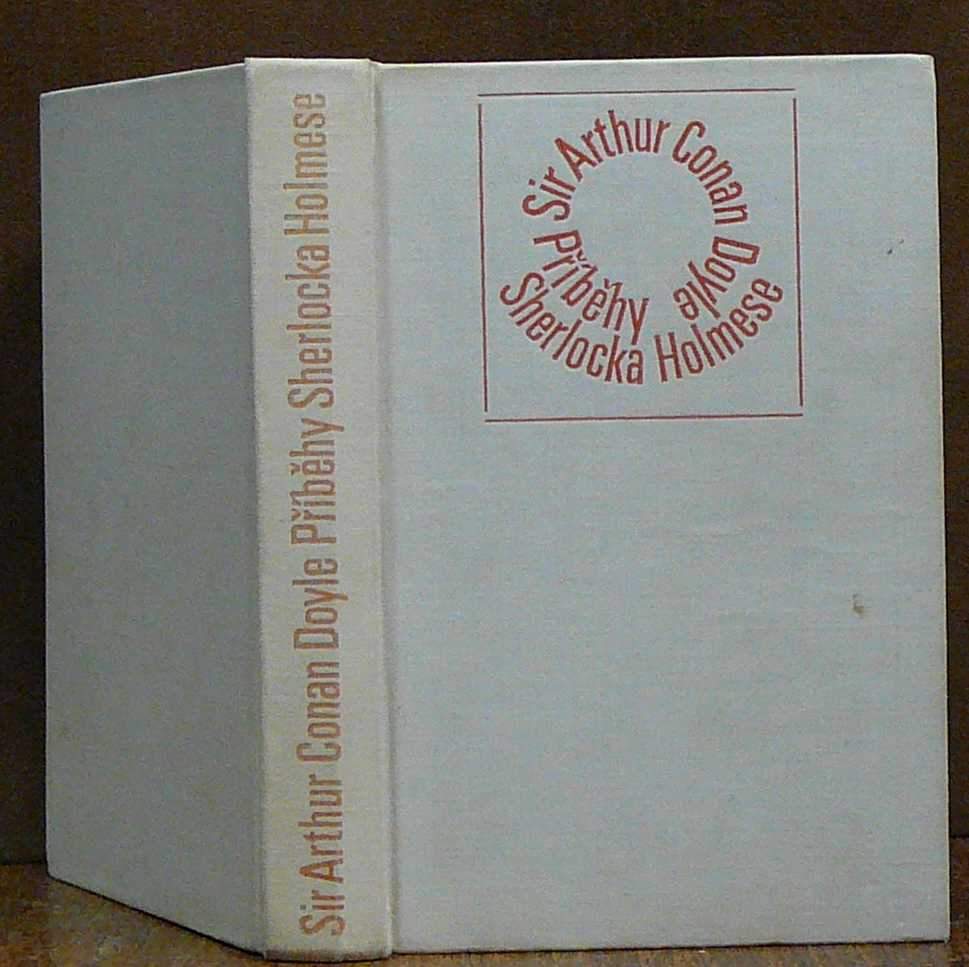 Sir Arthur Conan Doyle Příběhy Sherlocka Holmese
Sir Arthur Conan Doyle
Příběhy
Sherlocka Holmese